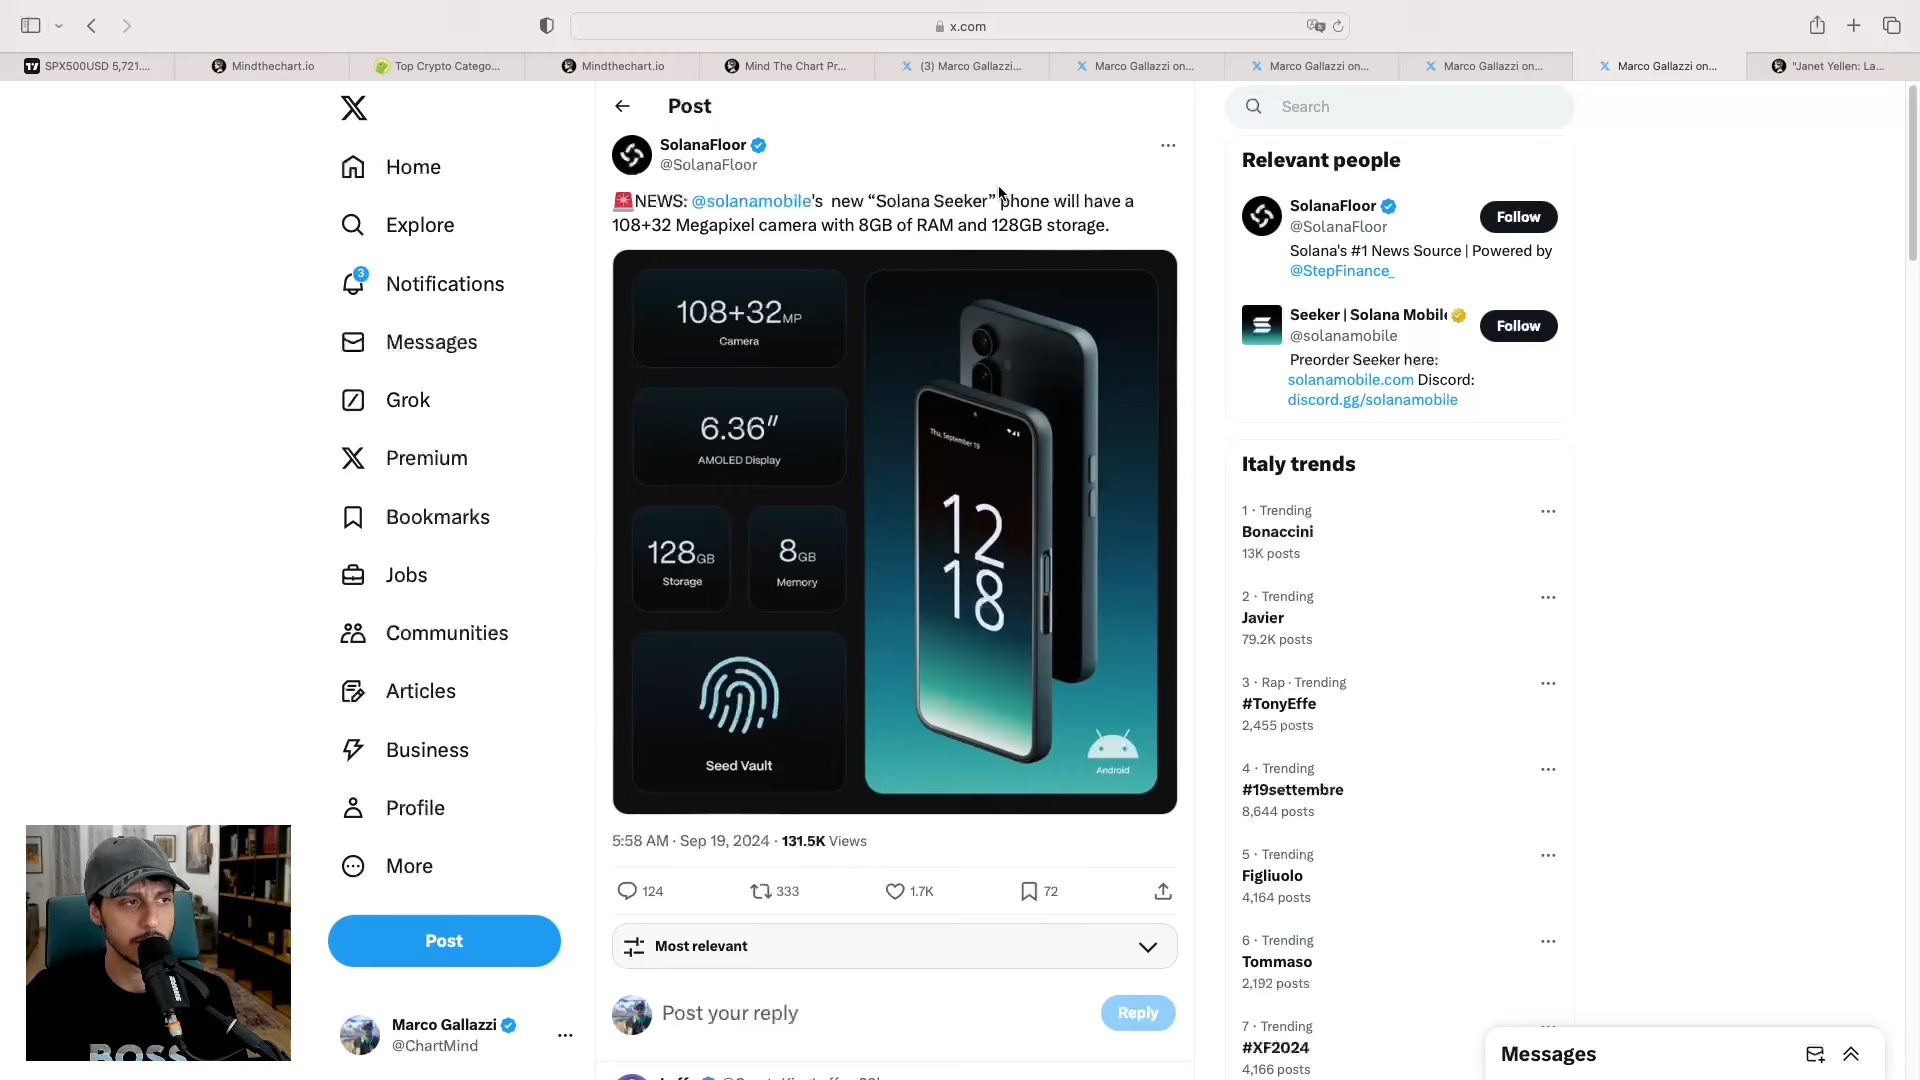 x.com
SPX500USD 5,721....
Mindthechart.io
Top Crypto Catego...
Mindthechart.io
Mind The Chart Pr...
(3) Marco Gallazzi...
Marco Gallazzi on...
Marco Gallazzi on...
Marco Gallazzi on...
Marco Gallazzi on...
"Janet Yellen: La...
Home
Explore
3
Notifications
Messages
Grok
Premium
Bookmarks
Jobs
Communities
Articles
Business
Profile
More
Post
Marco Gallazzi
@ChartMind
BOSS
Post
SolanaFloor
@SolanaFloor
🚨NEWS: @solanamobile's new “Solana Seeker” phone will have a
108+32 Megapixel camera with 8GB of RAM and 128GB storage.
108+32MP
Camera
6.36″
AMOLED Display
128GB
Storage
8GB
Memory
Seed Vault
Thu, September 19
12
18
Android
5:58 AM · Sep 19, 2024 · 131.5K Views
124
333
1.7K
72
Most relevant
Post your reply
Reply
Search
Relevant people
SolanaFloor
@SolanaFloor
Follow
Solana's #1 News Source | Powered by
@StepFinance_
Seeker | Solana Mobile
@solanamobile
Follow
Preorder Seeker here:
solanamobile.com Discord:
discord.gg/solanamobile
Italy trends
1 · Trending
Bonaccini
13K posts
2 · Trending
Javier
79.2K posts
3 · Rap · Trending
#TonyEffe
2,455 posts
4 · Trending
#19settembre
8,644 posts
5 · Trending
Figliuolo
4,164 posts
6 · Trending
Tommaso
2,192 posts
7 · Trending
#XF2024
4,166 posts
Messages